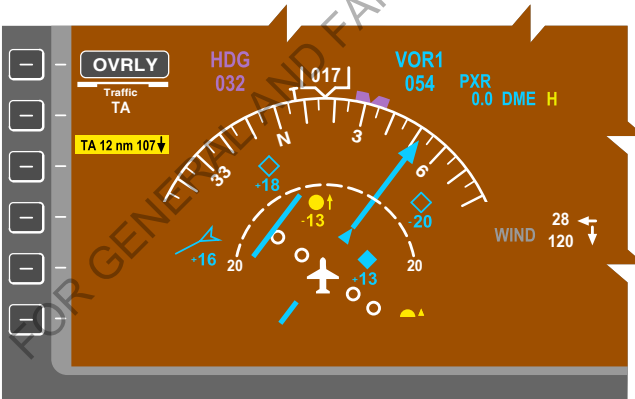 OVRLY
Traffic
TA
TA 12 nm 107
HDG
032
017
VOR1
054
PXR
0.0 DME H
33
N
3
6
+18
-13
-20
+16
+13
20
20
WIND
28
120
FOR GENERAL AND FA